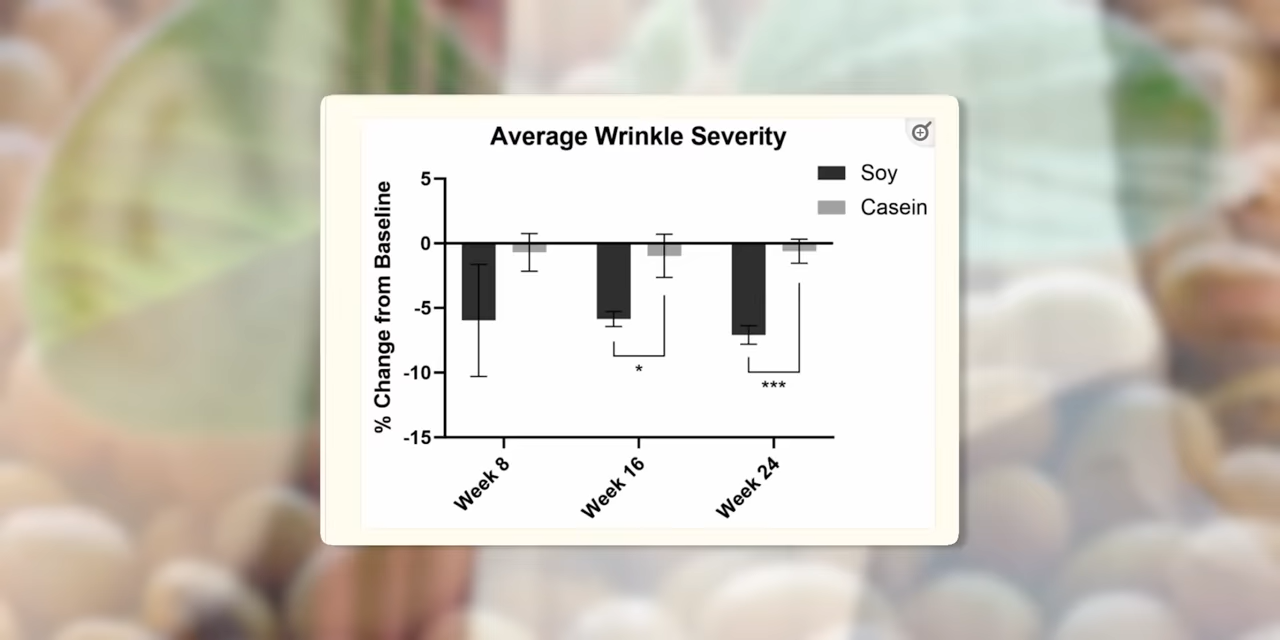 Average Wrinkle Severity
Soy
Casein
% Change from Baseline
5
0
-5
-10
-15
*
***
Week 8
Week 16
Week 24